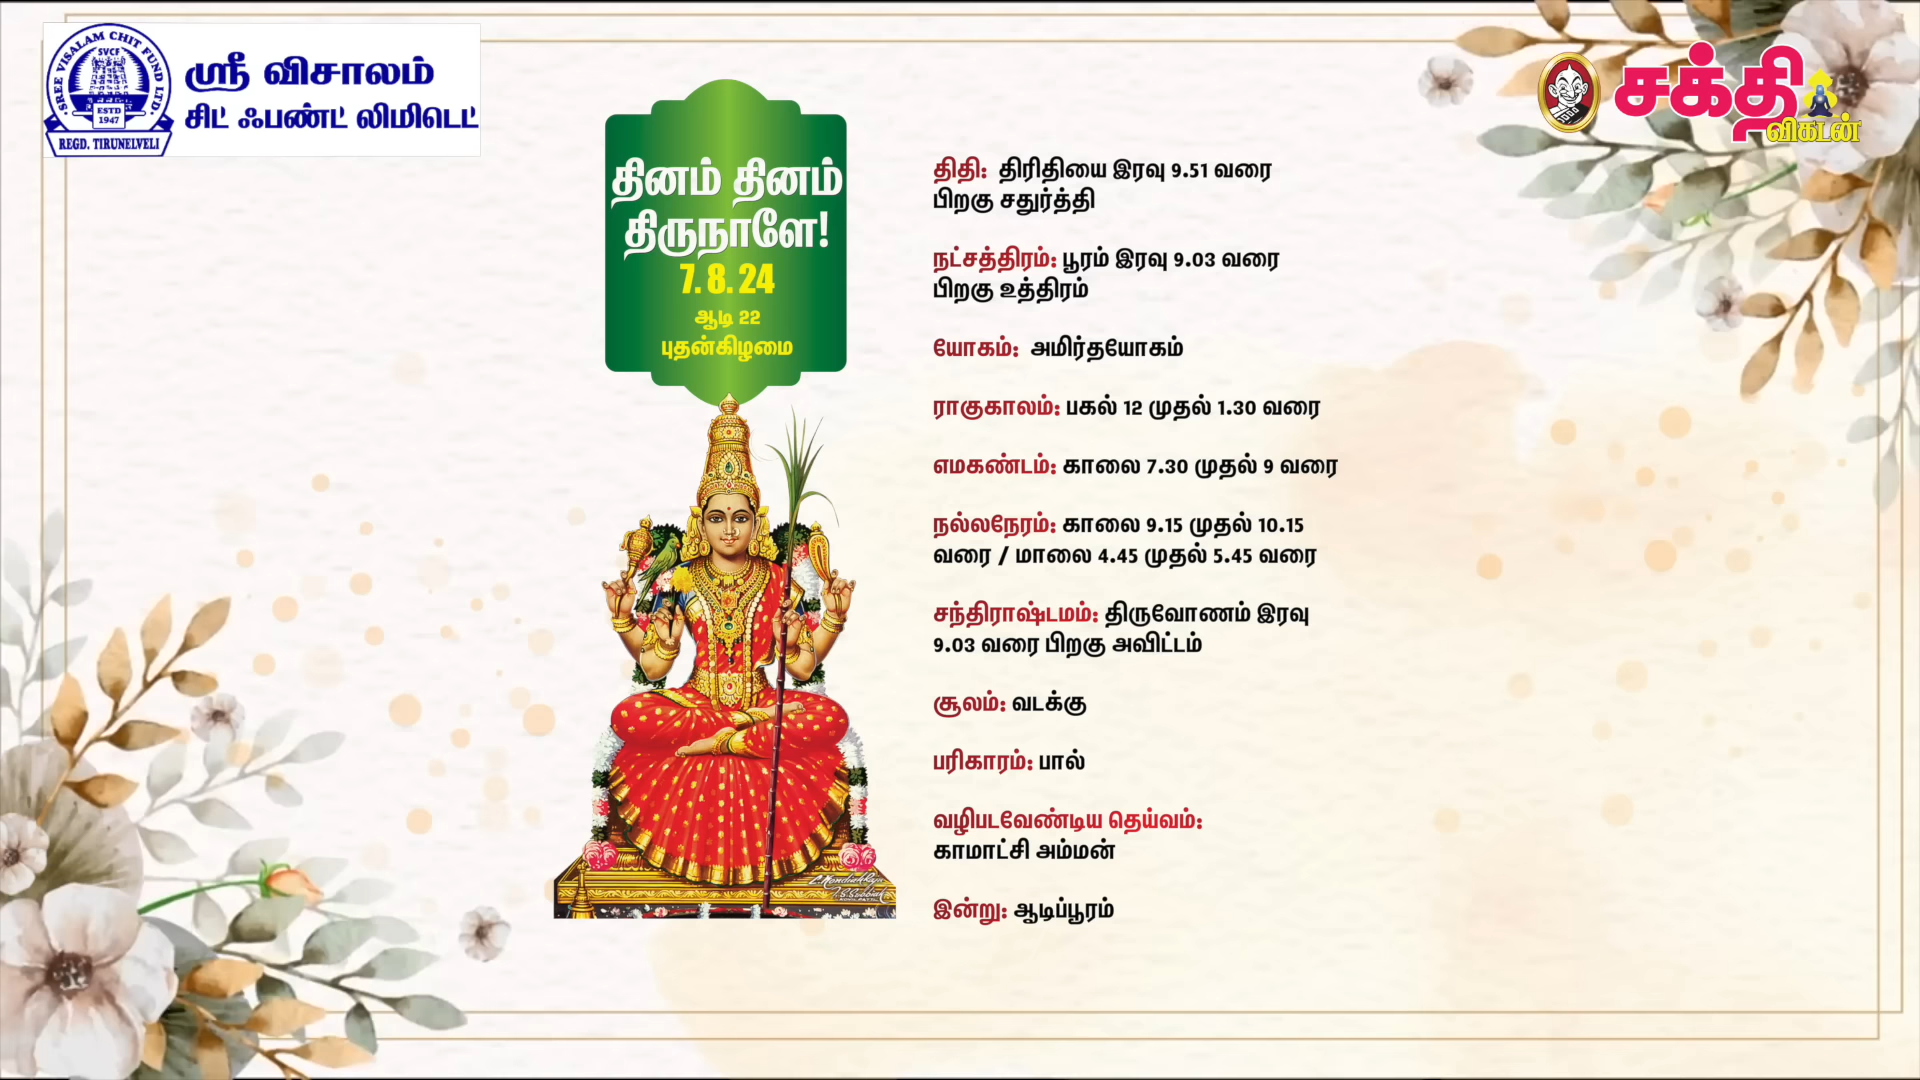 SREE VISALAM CHIT FUND LTD.
SVCF
ESTD
1947
REGD. TIRUNELVELI
ஸ்ரீ விசாலம்
சிட் ஃபண்ட் லிமிடெட்
சக்தி
விகடன்
தினம் தினம்
திருநாளே!
7. 8. 24
ஆடி 22
புதன்கிழமை
திதி: திரிதியை இரவு 9.51 வரை
பிறகு சதுர்த்தி
நட்சத்திரம்: பூரம் இரவு 9.03 வரை
பிறகு உத்திரம்
யோகம்: அமிர்தயோகம்
ராகுகாலம்: பகல் 12 முதல் 1.30 வரை
எமகண்டம்: காலை 7.30 முதல் 9 வரை
நல்லநேரம்: காலை 9.15 முதல் 10.15
வரை / மாலை 4.45 முதல் 5.45 வரை
சந்திராஷ்டமம்: திருவோணம் இரவு
9.03 வரை பிறகு அவிட்டம்
சூலம்: வடக்கு
பரிகாரம்: பால்
வழிபடவேண்டிய தெய்வம்:
காமாட்சி அம்மன்
இன்று: ஆடிப்பூரம்